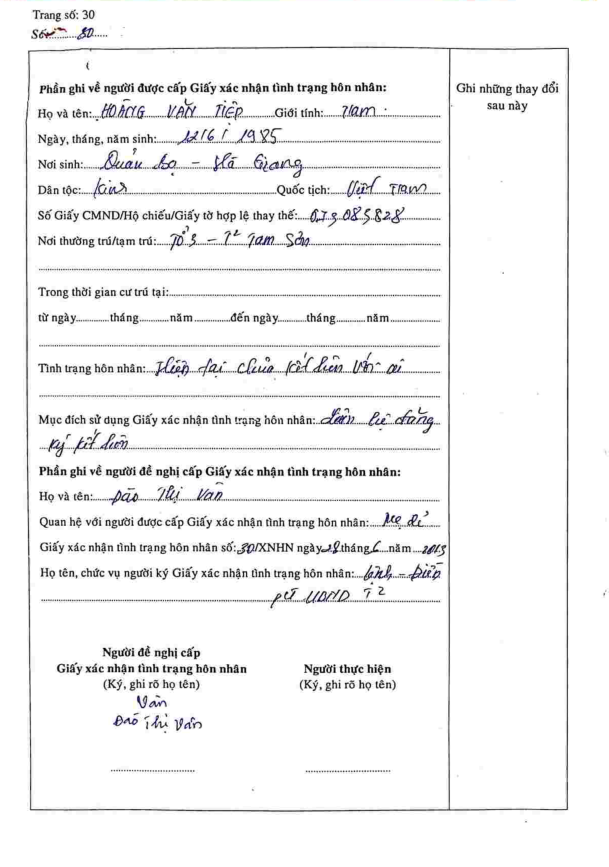 Trang số: 30
Số: 30
Phần ghi về người được cấp Giấy xác nhận tình trạng hôn nhân:
Ghi những thay đổi
sau này
Họ và tên: HOÀNG VĂN TIỆP Giới tính: Nam
Ngày, tháng, năm sinh: 12/6/1985
Nơi sinh: Quản Bạ - Hà Giang
Dân tộc: Kinh Quốc tịch: Việt Nam
Số Giấy CMND/Hộ chiếu/Giấy tờ hợp lệ thay thế: 073085828
Nơi thường trú/tạm trú: Tổ 3 - T² Tam Sơn
Trong thời gian cư trú tại:
từ ngày tháng năm đến ngày tháng năm
Tình trạng hôn nhân: Hiện tại chưa kết hôn với ai
Mục đích sử dụng Giấy xác nhận tình trạng hôn nhân: đăng
ký kết hôn
Phần ghi về người đề nghị cấp Giấy xác nhận tình trạng hôn nhân:
Họ và tên: Đào Thị Vân
Quan hệ với người được cấp Giấy xác nhận tình trạng hôn nhân: Mẹ đẻ
Giấy xác nhận tình trạng hôn nhân số: 30/XNHN ngày 28 tháng 6 năm 2013
Họ tên, chức vụ người ký Giấy xác nhận tình trạng hôn nhân:
PCT UBND T²
Người đề nghị cấp
Giấy xác nhận tình trạng hôn nhân
(Ký, ghi rõ họ tên)
Người thực hiện
(Ký, ghi rõ họ tên)
Vân
Đào Thị Vân